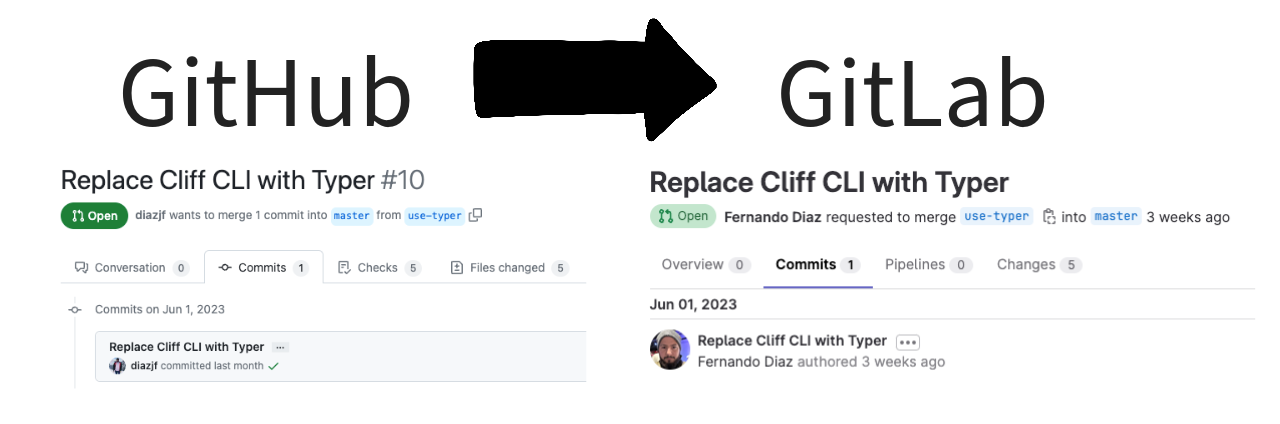 GitHub
GitLab
Replace Cliff CLI with Typer #10
Open diazjf wants to merge 1 commit into master from use-typer
Conversation 0 Commits 1 Checks 5 Files changed 5
Commits on Jun 1, 2023
Replace Cliff CLI with Typer ...
diazjf committed last month
Replace Cliff CLI with Typer
Open Fernando Diaz requested to merge use-typer into master 3 weeks ago
Overview 0 Commits 1 Pipelines 0 Changes 5
Jun 01, 2023
Replace Cliff CLI with Typer ...
Fernando Diaz authored 3 weeks ago